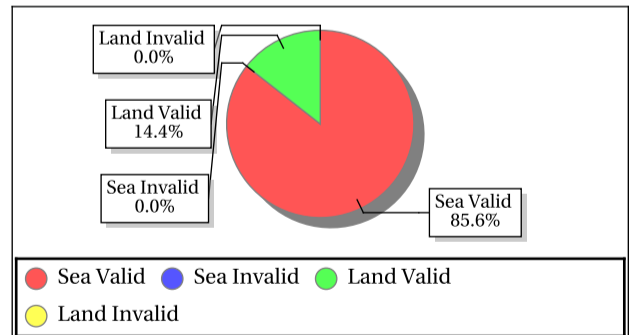 Land Invalid
0.0%
Land Valid
14.4%
Sea Invalid
0.0%
Sea Valid
85.6%
Sea Valid Sea Invalid Land Valid
Land Invalid